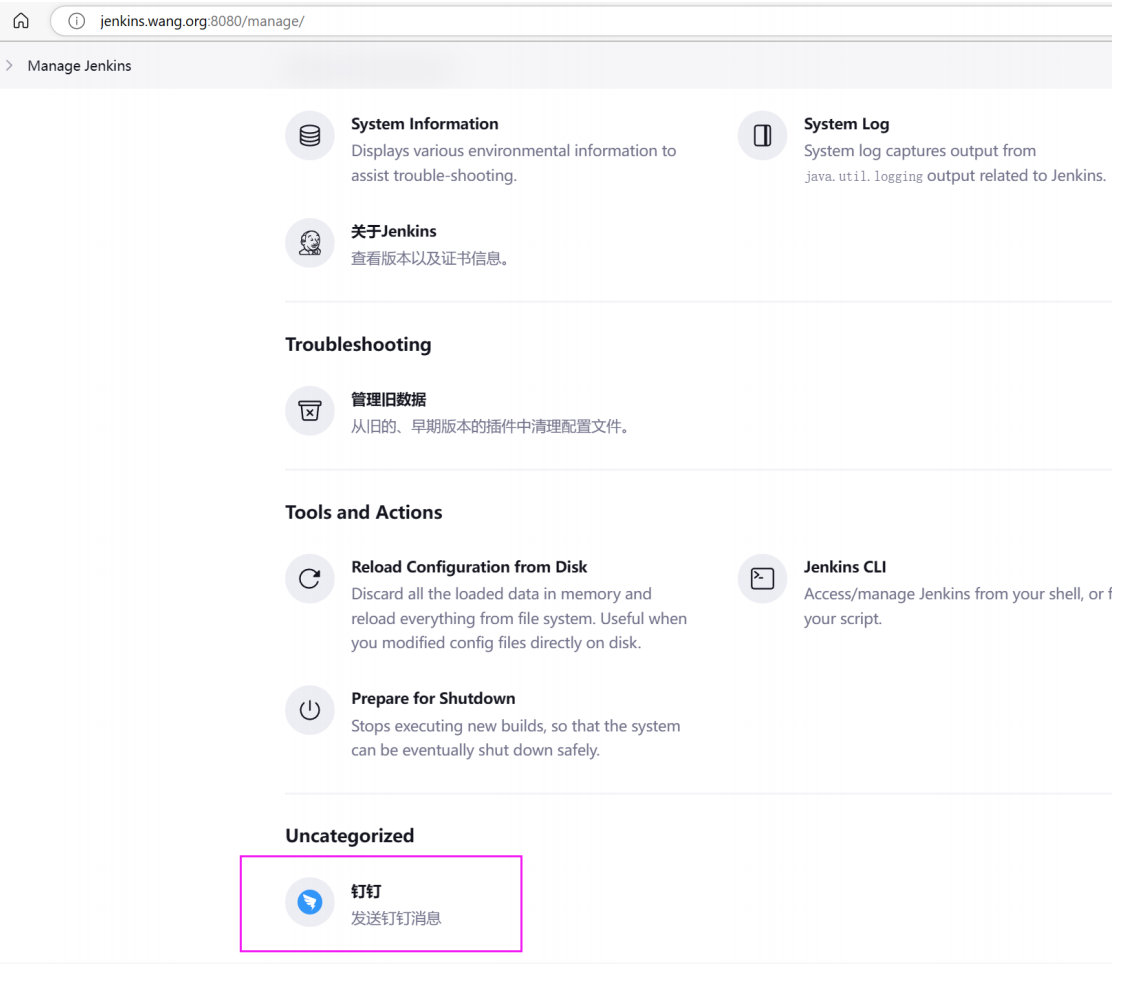 jenkins.wang.org:8080/manage/
Manage Jenkins
System Information
Displays various environmental information to
assist trouble-shooting.
System Log
System log captures output from
java.util.logging output related to Jenkins.
关于Jenkins
查看版本以及证书信息。
Troubleshooting
管理旧数据
从旧的、早期版本的插件中清理配置文件。
Tools and Actions
Reload Configuration from Disk
Discard all the loaded data in memory and
reload everything from file system. Useful when
you modified config files directly on disk.
Jenkins CLI
Access/manage Jenkins from your shell, or f
your script.
Prepare for Shutdown
Stops executing new builds, so that the system
can be eventually shut down safely.
Uncategorized
钉钉
发送钉钉消息